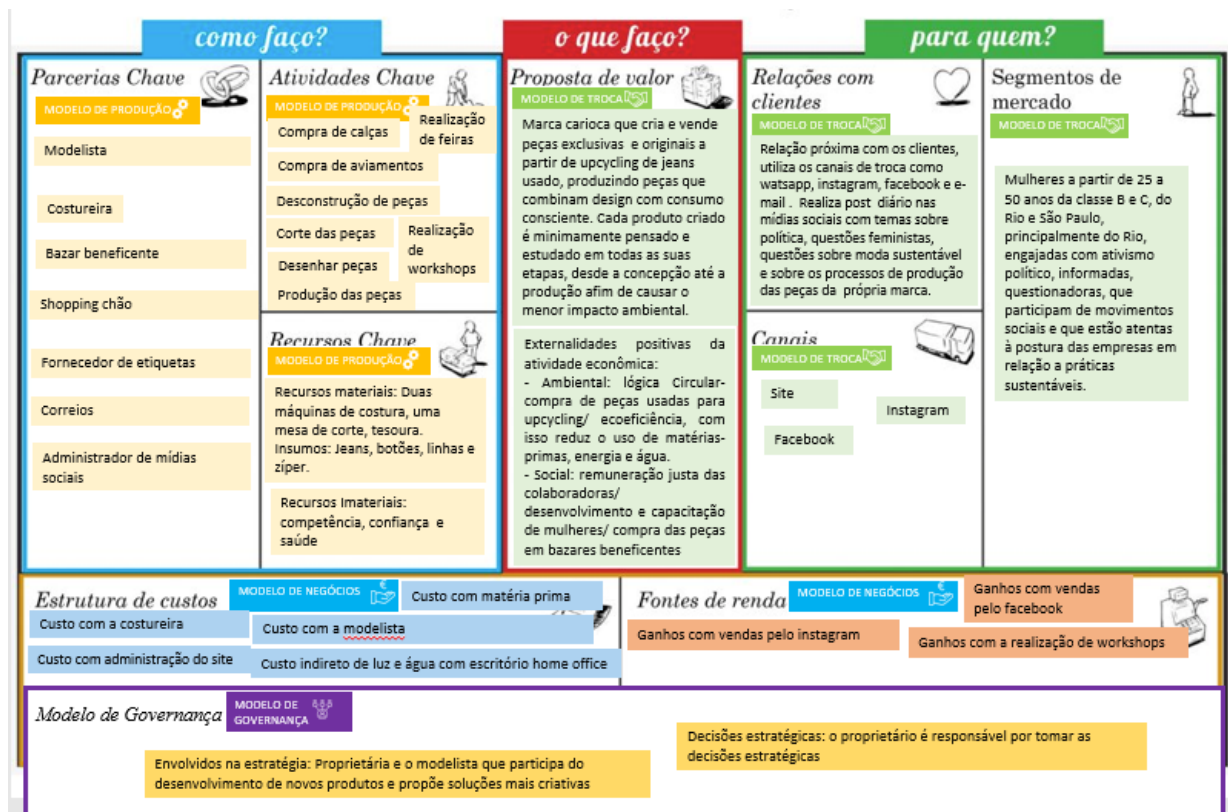 como faço?
o que faço?
para quem?
Parcerias Chave
MODELO DE PRODUÇÃO
Modelista
Costureira
Bazar beneficente
Shopping chão
Fornecedor de etiquetas
Correios
Administrador de mídias
sociais
Atividades Chave
MODELO DE PRODUÇÃO
Realização
de feiras
Compra de calças
Compra de aviamentos
Desconstrução de peças
Corte das peças
Realização
de
workshops
Desenhar peças
Produção das peças
Recursos Chave
MODELO DE PRODUÇÃO
Recursos materiais: Duas
máquinas de costura, uma
mesa de corte, tesoura.
Insumos: Jeans, botões, linhas e
zíper.
Recursos Imateriais:
competência, confiança e
saúde
Proposta de valor
MODELO DE TROCA
Marca carioca que cria e vende
peças exclusivas e originais a
partir de upcycling de jeans
usado, produzindo peças que
combinam design com consumo
consciente. Cada produto criado
é minimamente pensado e
estudado em todas as suas
etapas, desde a concepção até a
produção afim de causar o
menor impacto ambiental.
Externalidades positivas da
atividade econômica:
- Ambiental: lógica Circular-
compra de peças usadas para
upcycling/ ecoeficiência, com
isso reduz o uso de matérias-
primas, energia e água.
- Social: remuneração justa das
colaboradoras/
desenvolvimento e capacitação
de mulheres/ compra das peças
em bazares beneficentes
Relações com
clientes
MODELO DE TROCA
Relação próxima com os clientes,
utiliza os canais de troca como
watsapp, instagram, facebook e e-
mail . Realiza post diário nas
mídias sociais com temas sobre
política, questões feministas,
questões sobre moda sustentável
e sobre os processos de produção
das peças da própria marca.
Canais
MODELO DE TROCA
Site
Instagram
Facebook
Segmentos de
mercado
MODELO DE TROCA
Mulheres a partir de 25 a
50 anos da classe B e C, do
Rio e São Paulo,
principalmente do Rio,
engajadas com ativismo
político, informadas,
questionadoras, que
participam de movimentos
sociais e que estão atentas
à postura das empresas em
relação a práticas
sustentáveis.
Estrutura de custos
MODELO DE NEGÓCIOS
Custo com matéria prima
Custo com a costureira
Custo com a modelista
Custo com administração do site
Custo indireto de luz e água com escritório home office
Fontes de renda
MODELO DE NEGÓCIOS
Ganhos com vendas
pelo facebook
Ganhos com vendas pelo instagram
Ganhos com a realização de workshops
Modelo de Governança
MODELO DE
GOVERNANÇA
Envolvidos na estratégia: Proprietária e o modelista que participa do
desenvolvimento de novos produtos e propõe soluções mais criativas
Decisões estratégicas: o proprietário é responsável por tomar as
decisões estratégicas